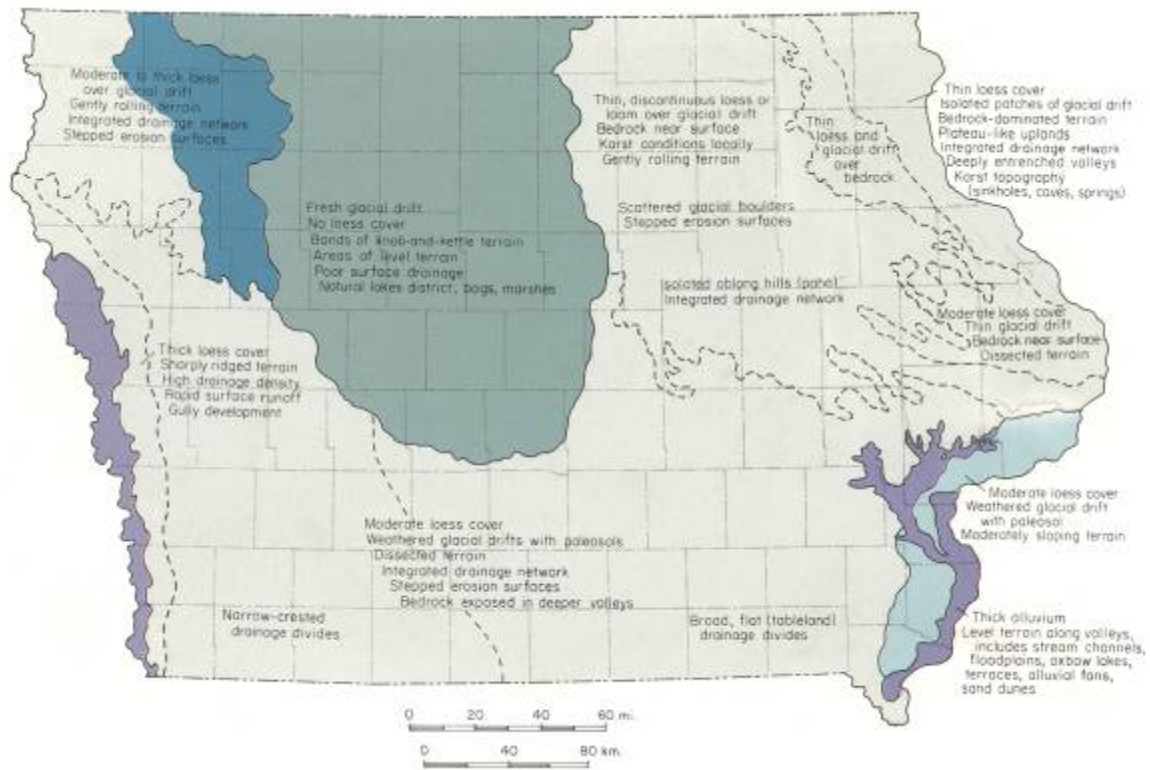 Moderate to thick loess
over glacial drift
Gently rolling terrain
Integrated drainage network
Stepped erosion surfaces
Fresh glacial drift
No loess cover
Bands of knob-and-kettle terrain
Areas of level terrain
Poor surface drainage
Natural lakes district, bogs, marshes
Thin, discontinuous loess or
loam over glacial drift
Bedrock near surface
Karst conditions locally
Gently rolling terrain
Scattered glacial boulders
Stepped erosion surfaces
Isolated oblong hills (paha)
Integrated drainage network
Thin
loess and
glacial drift
over
bedrock
Thin loess cover
Isolated patches of glacial drift
Bedrock-dominated terrain
Plateau-like uplands
Integrated drainage network
Deeply entrenched valleys
Karst topography
(sinkholes, caves, springs)
Moderate loess cover
Thin glacial drift
Bedrock near surface
Dissected terrain
Thick loess cover
Sharply ridged terrain
High drainage density
Rapid surface runoff
Gully development
Moderate loess cover
Weathered glacial drifts with paleosols
Dissected terrain
Integrated drainage network
Stepped erosion surfaces
Bedrock exposed in deeper valleys
Narrow-crested
drainage divides
Broad, flat (tableland)
drainage divides
Moderate loess cover
Weathered glacial drift
with paleosol
Moderately sloping terrain
Thick alluvium
Level terrain along valleys,
includes stream channels,
floodplains, oxbow lakes,
terraces, alluvial fans,
sand dunes
0 20 40 60 mi.
0 40 80 km.